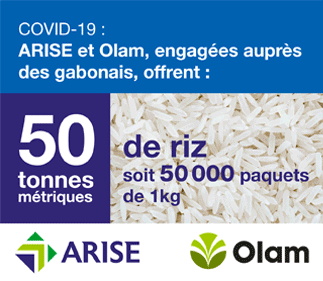 COVID-19 :
ARISE et Olam, engagées auprès
des gabonais, offrent :
50
tonnes
métriques
de riz
soit 50 000 paquets
de 1kg
ARISE
Olam